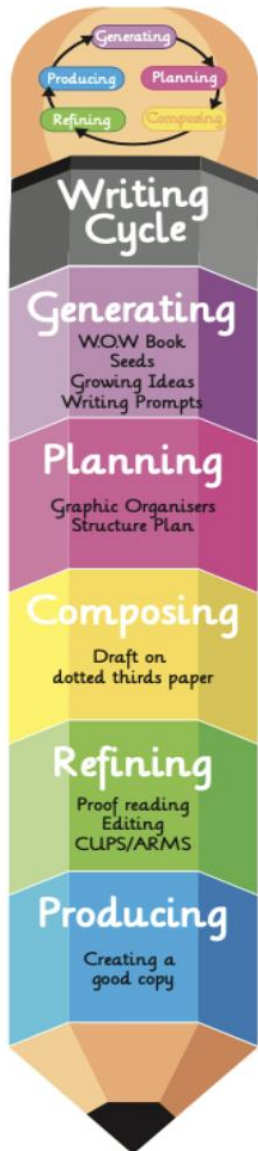 Generating
Producing
Planning
Refining
Composing
Writing
Cycle
Generating
W.O.W Book
Seeds
Growing Ideas
Writing Prompts
Planning
Graphic Organisers
Structure Plan
Composing
Draft on
dotted thirds paper
Refining
Proof reading
Editing
CUPS/ARMS
Producing
Creating a
good copy